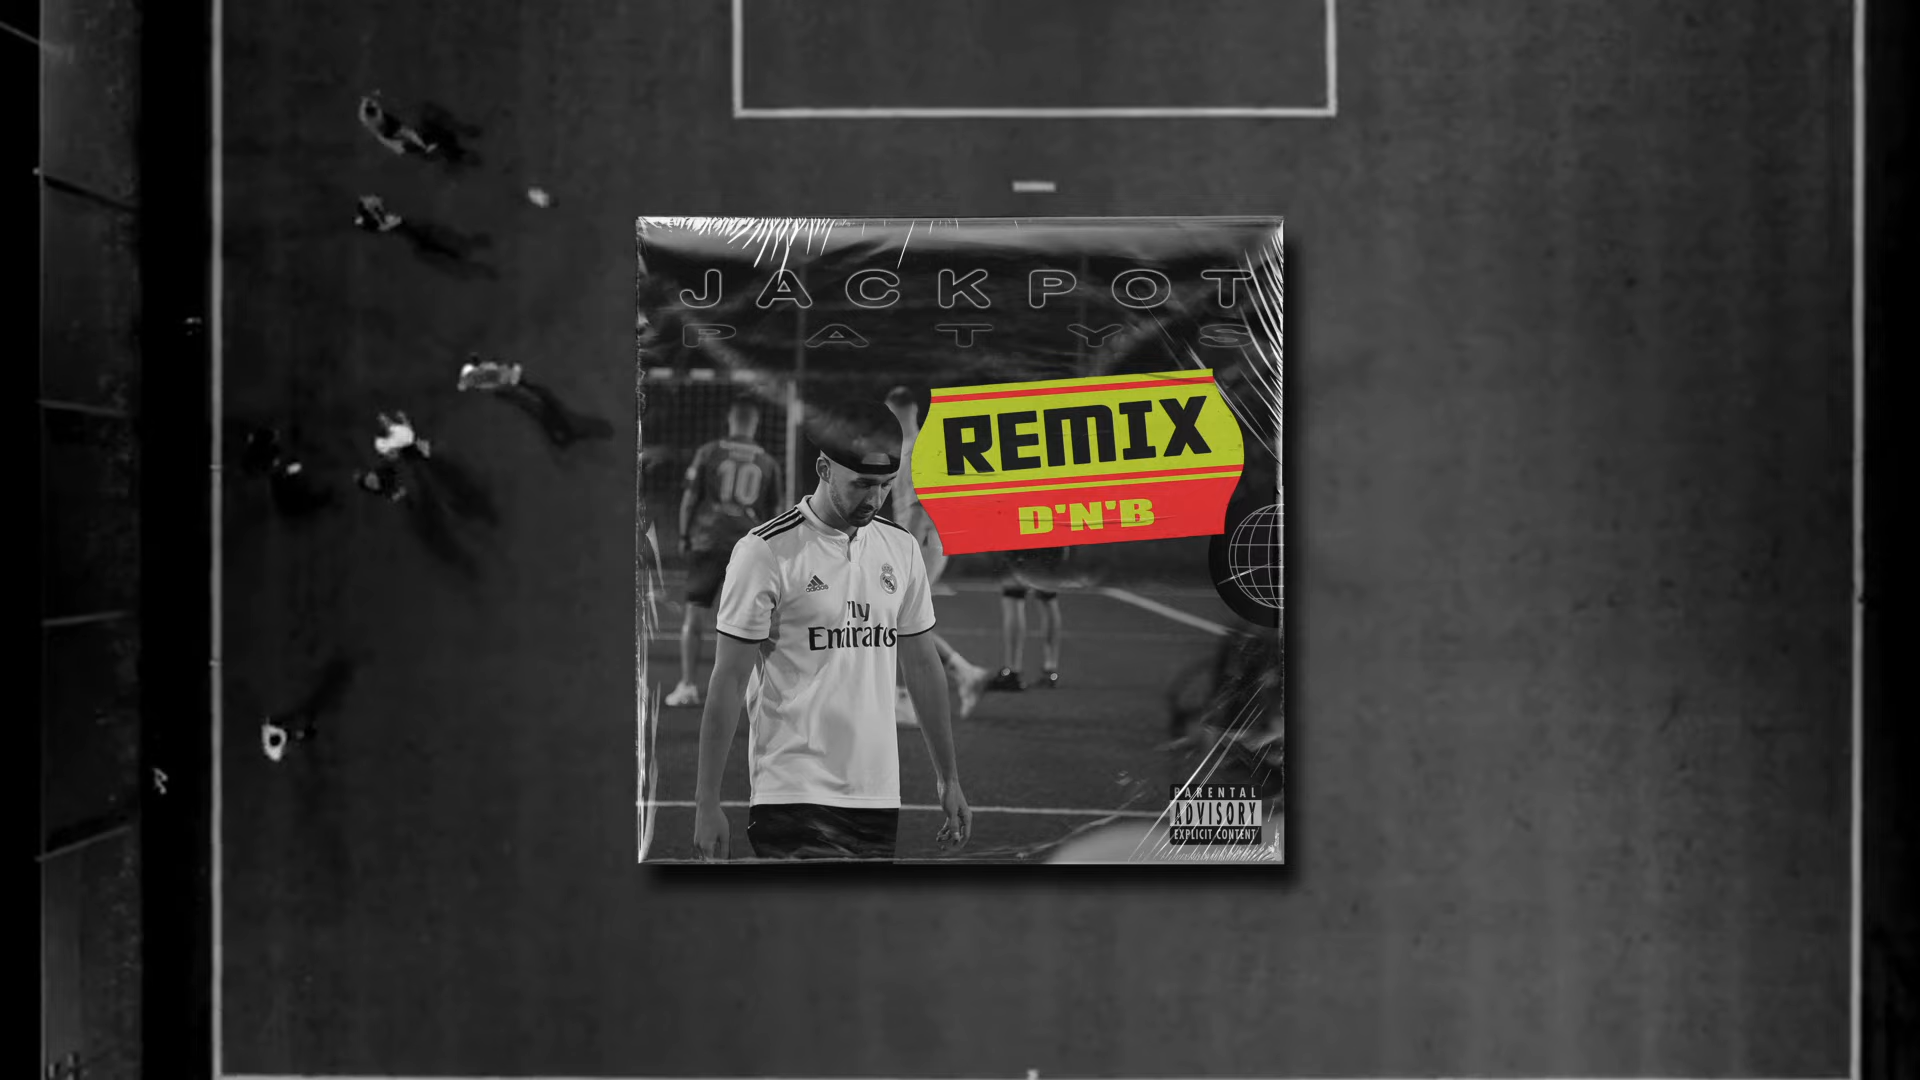 JACKPOT
PATYS
10
REMIX
D'N'B
adidas
Fly
Emirates
PARENTAL
ADVISORY
EXPLICIT CONTENT